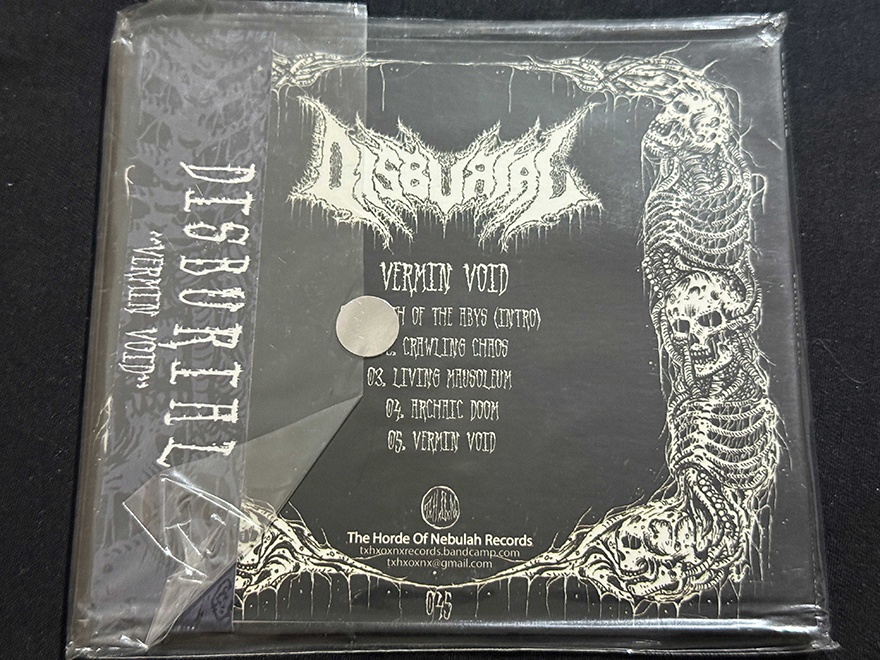 DISBURIAL
"VERMIN VOID"
DISBURIAL
VERMIN VOID
OF THE ABYS (INTRO)
CRAWLING CHAOS
03. LIVING MAUSOLEUM
04. ARCHAIC DOOM
05. VERMIN VOID
The Horde Of Nebulah Records
txhxoxnxrecords.bandcamp.com
txhxoxnx@gmail.com
045